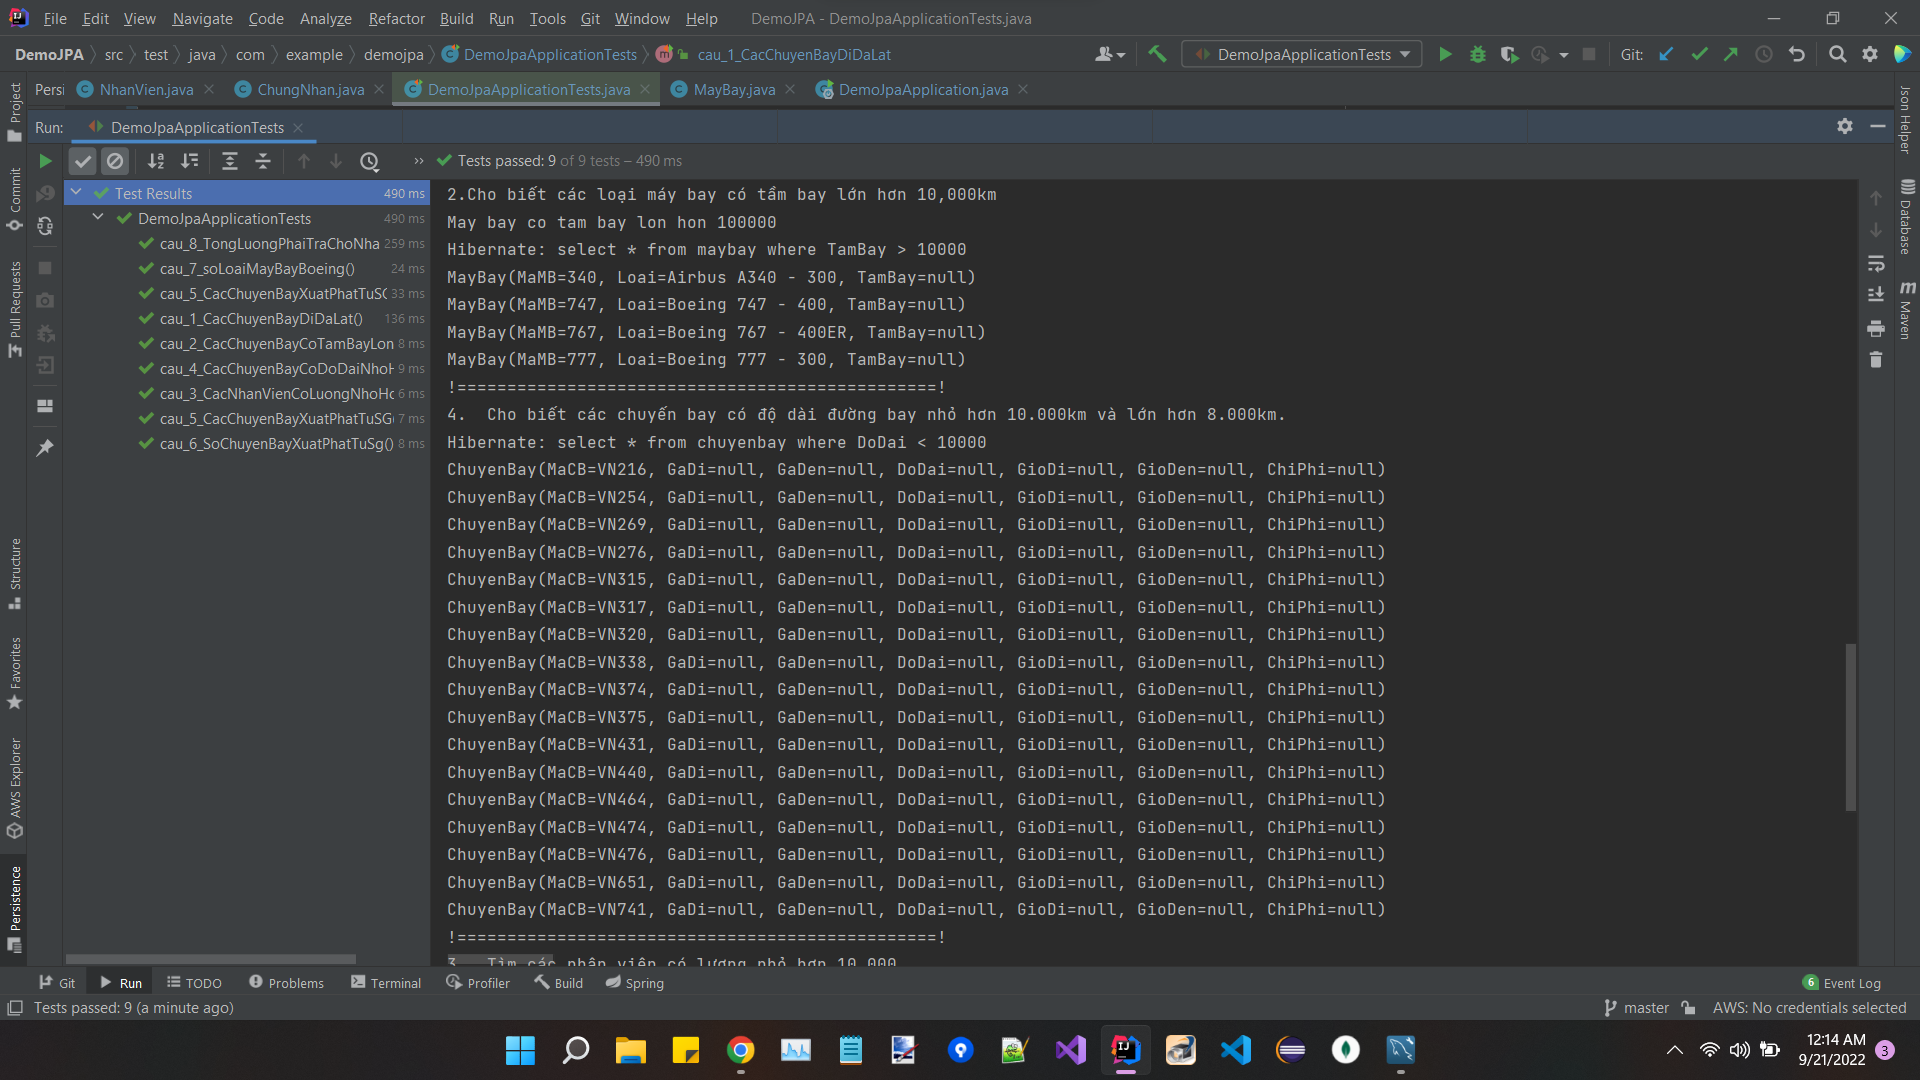 File Edit View Navigate Code Analyze Refactor Build Run Tools Git Window Help DemoJPA - DemoJpaApplicationTests.java
DemoJPA src test java com example demojpa DemoJpaApplicationTests cau_1_CacChuyenBayDiDaLat DemoJpaApplicationTests Git:
Persi NhanVien.java ChungNhan.java DemoJpaApplicationTests.java MayBay.java DemoJpaApplication.java
Run: DemoJpaApplicationTests
Tests passed: 9 of 9 tests – 490 ms
Test Results 490 ms
DemoJpaApplicationTests 490 ms
cau_8_TongLuongPhaiTraChoNha 259 ms
cau_7_soLoaiMayBayBoeing() 24 ms
cau_5_CacChuyenBayXuatPhatTuSG 33 ms
cau_1_CacChuyenBayDiDaLat() 136 ms
cau_2_CacChuyenBayCoTamBayLon 8 ms
cau_4_CacChuyenBayCoDoDaiNhoH 9 ms
cau_3_CacNhanVienCoLuongNhoHo 6 ms
cau_5_CacChuyenBayXuatPhatTuSG 7 ms
cau_6_SoChuyenBayXuatPhatTuSg() 8 ms
2.Cho biết các loại máy bay có tầm bay lớn hơn 10,000km
May bay co tam bay lon hon 100000
Hibernate: select * from maybay where TamBay > 10000
MayBay(MaMB=340, Loai=Airbus A340 - 300, TamBay=null)
MayBay(MaMB=747, Loai=Boeing 747 - 400, TamBay=null)
MayBay(MaMB=767, Loai=Boeing 767 - 400ER, TamBay=null)
MayBay(MaMB=777, Loai=Boeing 777 - 300, TamBay=null)
!================================================!
4.  Cho biết các chuyến bay có độ dài đường bay nhỏ hơn 10.000km và lớn hơn 8.000km.
Hibernate: select * from chuyenbay where DoDai < 10000
ChuyenBay(MaCB=VN216, GaDi=null, GaDen=null, DoDai=null, GioDi=null, GioDen=null, ChiPhi=null)
ChuyenBay(MaCB=VN254, GaDi=null, GaDen=null, DoDai=null, GioDi=null, GioDen=null, ChiPhi=null)
ChuyenBay(MaCB=VN269, GaDi=null, GaDen=null, DoDai=null, GioDi=null, GioDen=null, ChiPhi=null)
ChuyenBay(MaCB=VN276, GaDi=null, GaDen=null, DoDai=null, GioDi=null, GioDen=null, ChiPhi=null)
ChuyenBay(MaCB=VN315, GaDi=null, GaDen=null, DoDai=null, GioDi=null, GioDen=null, ChiPhi=null)
ChuyenBay(MaCB=VN317, GaDi=null, GaDen=null, DoDai=null, GioDi=null, GioDen=null, ChiPhi=null)
ChuyenBay(MaCB=VN320, GaDi=null, GaDen=null, DoDai=null, GioDi=null, GioDen=null, ChiPhi=null)
ChuyenBay(MaCB=VN338, GaDi=null, GaDen=null, DoDai=null, GioDi=null, GioDen=null, ChiPhi=null)
ChuyenBay(MaCB=VN374, GaDi=null, GaDen=null, DoDai=null, GioDi=null, GioDen=null, ChiPhi=null)
ChuyenBay(MaCB=VN375, GaDi=null, GaDen=null, DoDai=null, GioDi=null, GioDen=null, ChiPhi=null)
ChuyenBay(MaCB=VN431, GaDi=null, GaDen=null, DoDai=null, GioDi=null, GioDen=null, ChiPhi=null)
ChuyenBay(MaCB=VN440, GaDi=null, GaDen=null, DoDai=null, GioDi=null, GioDen=null, ChiPhi=null)
ChuyenBay(MaCB=VN464, GaDi=null, GaDen=null, DoDai=null, GioDi=null, GioDen=null, ChiPhi=null)
ChuyenBay(MaCB=VN474, GaDi=null, GaDen=null, DoDai=null, GioDi=null, GioDen=null, ChiPhi=null)
ChuyenBay(MaCB=VN476, GaDi=null, GaDen=null, DoDai=null, GioDi=null, GioDen=null, ChiPhi=null)
ChuyenBay(MaCB=VN651, GaDi=null, GaDen=null, DoDai=null, GioDi=null, GioDen=null, ChiPhi=null)
ChuyenBay(MaCB=VN741, GaDi=null, GaDen=null, DoDai=null, GioDi=null, GioDen=null, ChiPhi=null)
!================================================!
3.  Tìm các nhân viên có lương nhỏ hơn 10,000
Project
Commit
Pull Requests
Structure
Favorites
AWS Explorer
Persistence
Json Helper
Database
Maven
Git Run TODO Problems Terminal Profiler Build Spring 6 Event Log
Tests passed: 9 (a minute ago) master AWS: No credentials selected
12:14 AM
9/21/2022 3